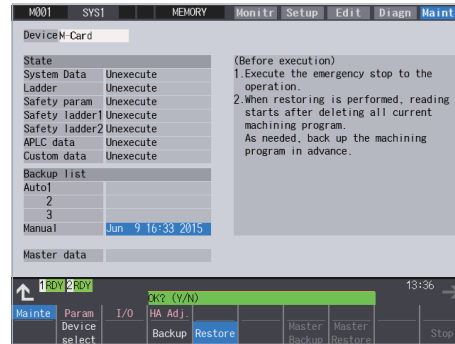 M001 SYS1 MEMORY Monitr Setup Edit Diagn Maint
Device M-Card
State
System Data Unexecute
Ladder Unexecute
Safety param Unexecute
Safety ladder1 Unexecute
Safety ladder2 Unexecute
APLC data Unexecute
Custom data Unexecute
Backup list
Auto1
2
3
Manual Jun 9 16:33 2015
Master data
(Before execution)
1.Execute the emergency stop to the
operation.
2.When restoring is performed, reading
starts after deleting all current
machining program.
As needed, back up the machining
program in advance.
1 RDY 2 RDY 13:36
OK? (Y/N)
Mainte Param I/O HA Adj.
Device select Backup Restore Master Backup Master Restore Stop